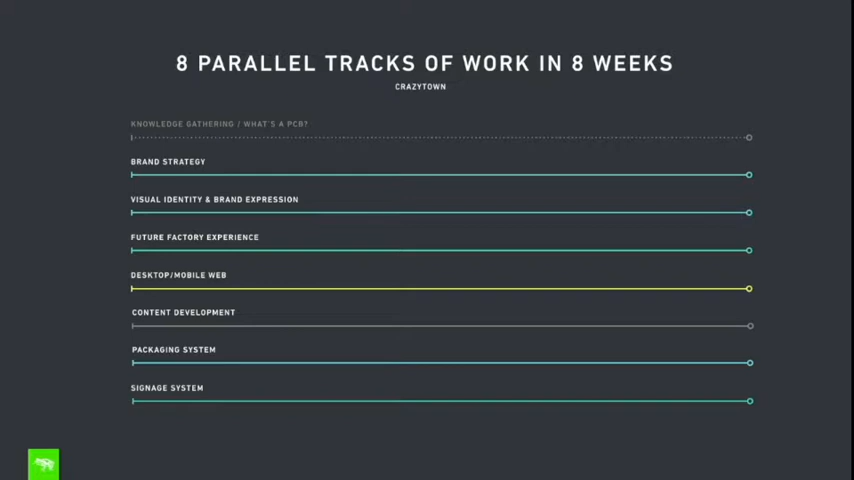 8 PARALLEL TRACKS OF WORK IN 8 WEEKS
CRAZYTOWN
KNOWLEDGE GATHERING / WHAT'S A PCB?
BRAND STRATEGY
VISUAL IDENTITY & BRAND EXPRESSION
FUTURE FACTORY EXPERIENCE
DESKTOP/MOBILE WEB
CONTENT DEVELOPMENT
PACKAGING SYSTEM
SIGNAGE SYSTEM